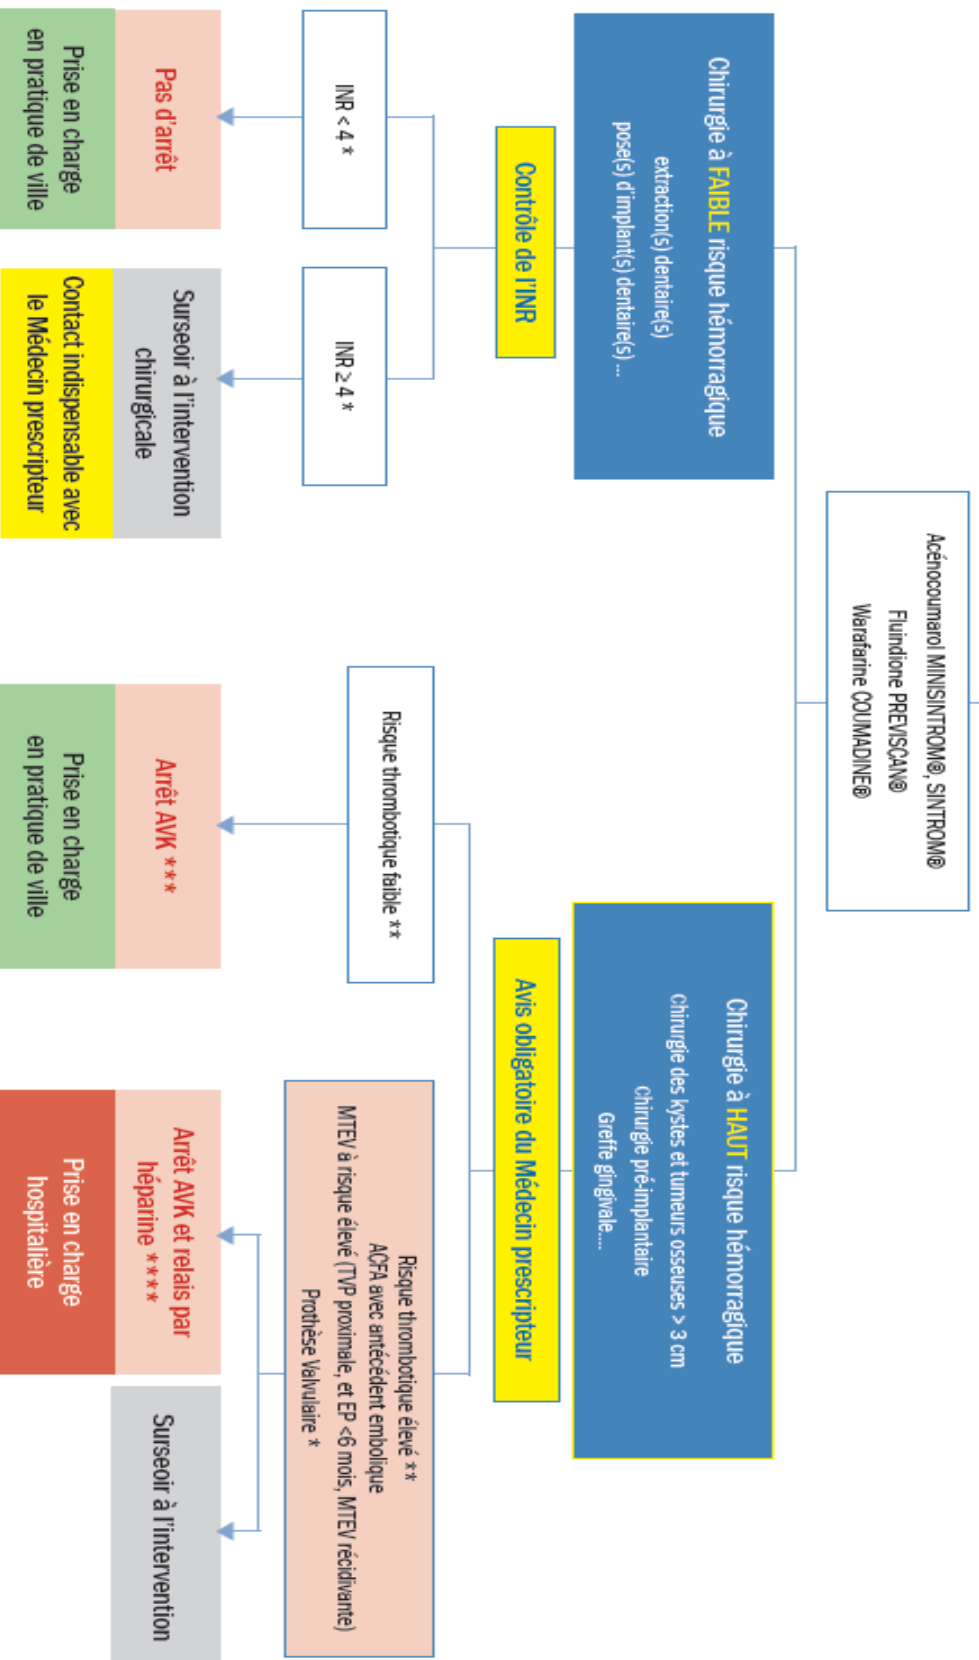 Acénocoumarol MINISINTROM®, SINTROM®
Fluindione PREVISCAN®
Warafarine COUMADINE®
Chirurgie à FAIBLE risque hémorragique
extraction(s) dentaire(s)
pose(s) d'implant(s) dentaire(s) ...
Contrôle de l'INR
INR < 4 *
Pas d'arrêt
Prise en charge
en pratique de ville
INR ≥ 4 *
Surseoir à l'intervention
chirurgicale
Contact indispensable avec
le Médecin prescripteur
Chirurgie à HAUT risque hémorragique
Chirurgie des kystes et tumeurs osseuses > 3 cm
Chirurgie pré-implantaire
Greffe gingivale....
Avis obligatoire du Médecin prescripteur
Risque thrombotique faible **
Arrêt AVK ***
Prise en charge
en pratique de ville
Risque thrombotique élevé **
ACFA avec antécédent embolique
MTEV à risque élevé (TVP proximale, et EP <6 mois, MTEV récidivante)
Prothèse Valvulaire *
Arrêt AVK et relais par
héparine ****
Prise en charge
hospitalière
Surseoir à l'intervention